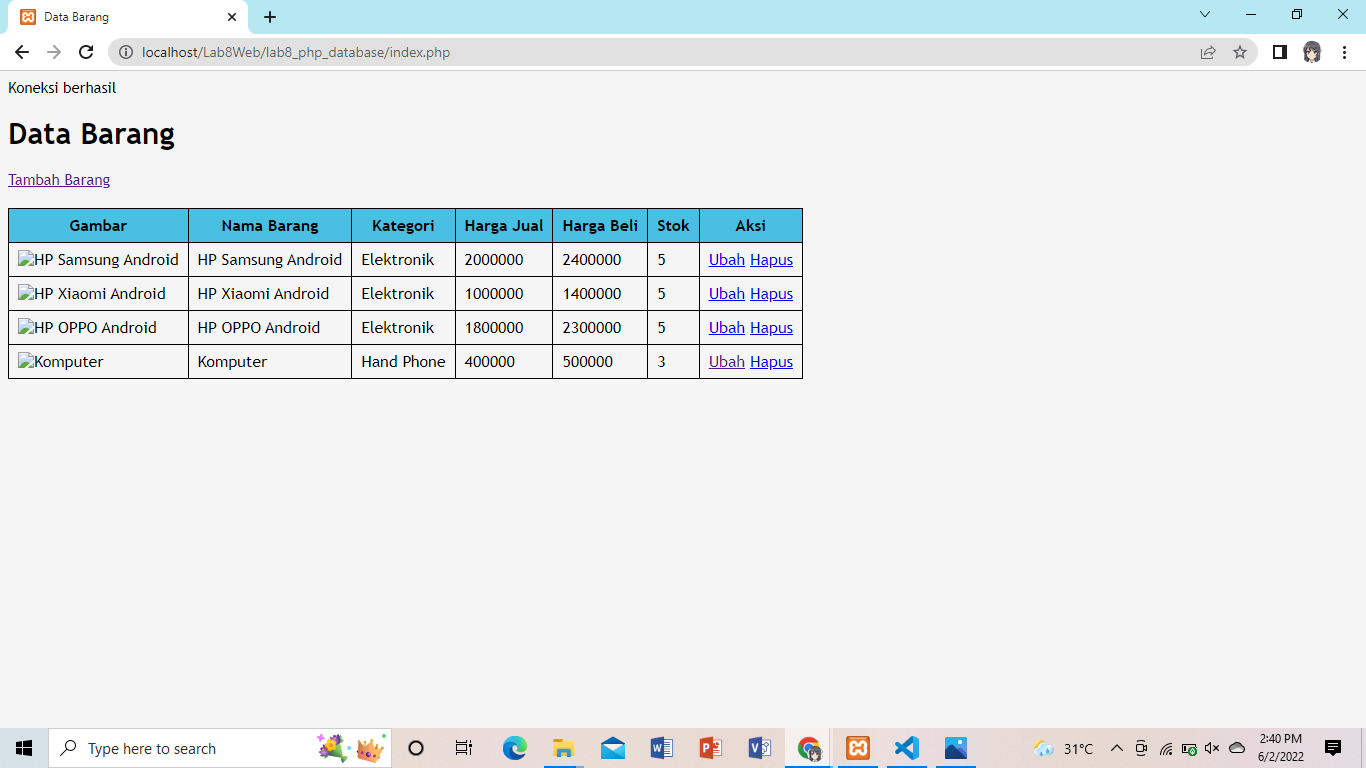 Data Barang
localhost/Lab8Web/lab8_php_database/index.php
Koneksi berhasil
Data Barang
Tambah Barang
Gambar Nama Barang Kategori Harga Jual Harga Beli Stok Aksi
HP Samsung Android HP Samsung Android Elektronik 2000000 2400000 5 Ubah Hapus
HP Xiaomi Android HP Xiaomi Android Elektronik 1000000 1400000 5 Ubah Hapus
HP OPPO Android HP OPPO Android Elektronik 1800000 2300000 5 Ubah Hapus
Komputer Komputer Hand Phone 400000 500000 3 Ubah Hapus
Type here to search
31°C
2:40 PM
6/2/2022